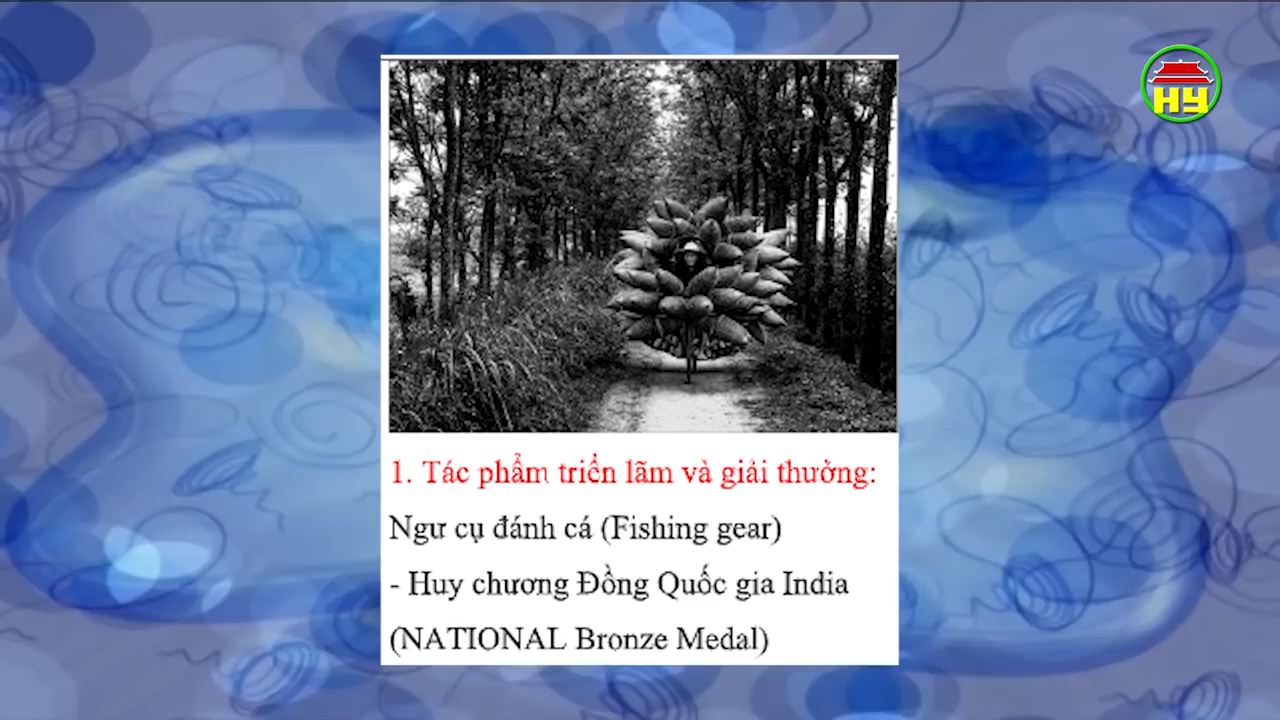 HY
1. Tác phẩm triển lãm và giải thưởng:
Ngư cụ đánh cá (Fishing gear)
- Huy chương Đồng Quốc gia India
(NATIONAL Bronze Medal)